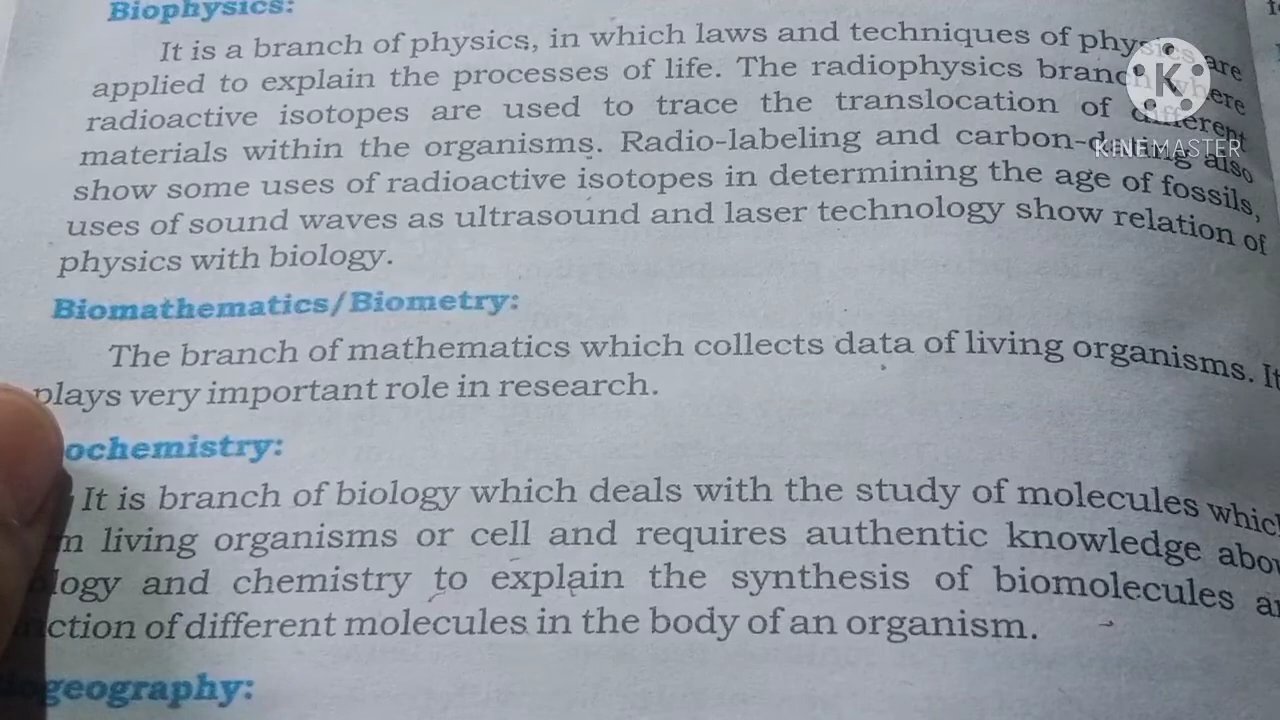 Biophysics:
It is a branch of physics, in which laws and techniques of physics are
applied to explain the processes of life. The radiophysics branch where
radioactive isotopes are used to trace the translocation of different
materials within the organisms. Radio-labeling and carbon-dating also
show some uses of radioactive isotopes in determining the age of fossils,
uses of sound waves as ultrasound and laser technology show relation of
physics with biology.
Biomathematics/Biometry:
The branch of mathematics which collects data of living organisms. It
plays very important role in research.
ochemistry:
It is branch of biology which deals with the study of molecules which
living organisms or cell and requires authentic knowledge abou
logy and chemistry to explain the synthesis of biomolecules a
ction of different molecules in the body of an organism.
ogeography:
K
KINEMASTER